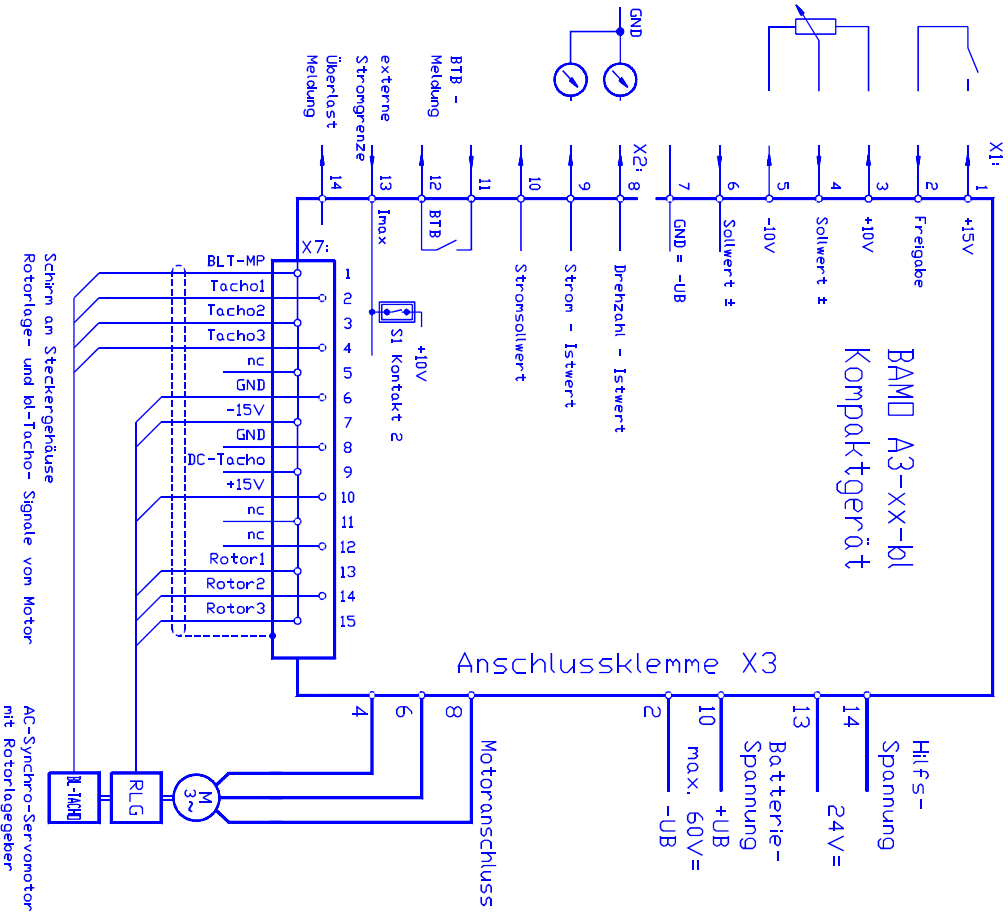 X1:
1
+15V
2
Freigabe
3
+10V
4
Sollwert ±
5
-10V
6
Sollwert ±
7
GND = -UB
X2:
GND
8
Drehzahl - Istwert
9
Strom - Istwert
10
Stromsollwert
11
12
BTB
BTB -
Meldung
13
Imax
externe
Stromgrenze
14
Überlast
Meldung
+10V
S1 Kontakt 2
BAMO A3-xx-bl
Kompaktgerät
X7:
BLT-MP 1
Tacho1 2
Tacho2 3
Tacho3 4
nc 5
GND 6
-15V 7
GND 8
DC-Tacho 9
+15V 10
nc 11
nc 12
Rotor1 13
Rotor2 14
Rotor3 15
Schirm am Steckergehäuse
Rotorlage- und bl-Tacho- Signale vom Motor
Anschlussklemme X3
4
6
8
2
10
13
14
Motoranschluss
Hilfs-
Spannung
24V=
Batterie-
Spannung
+UB
max. 60V=
-UB
BL-TACHO
RLG
M
3~
AC-Synchro-Servomotor
mit Rotorlagegeber